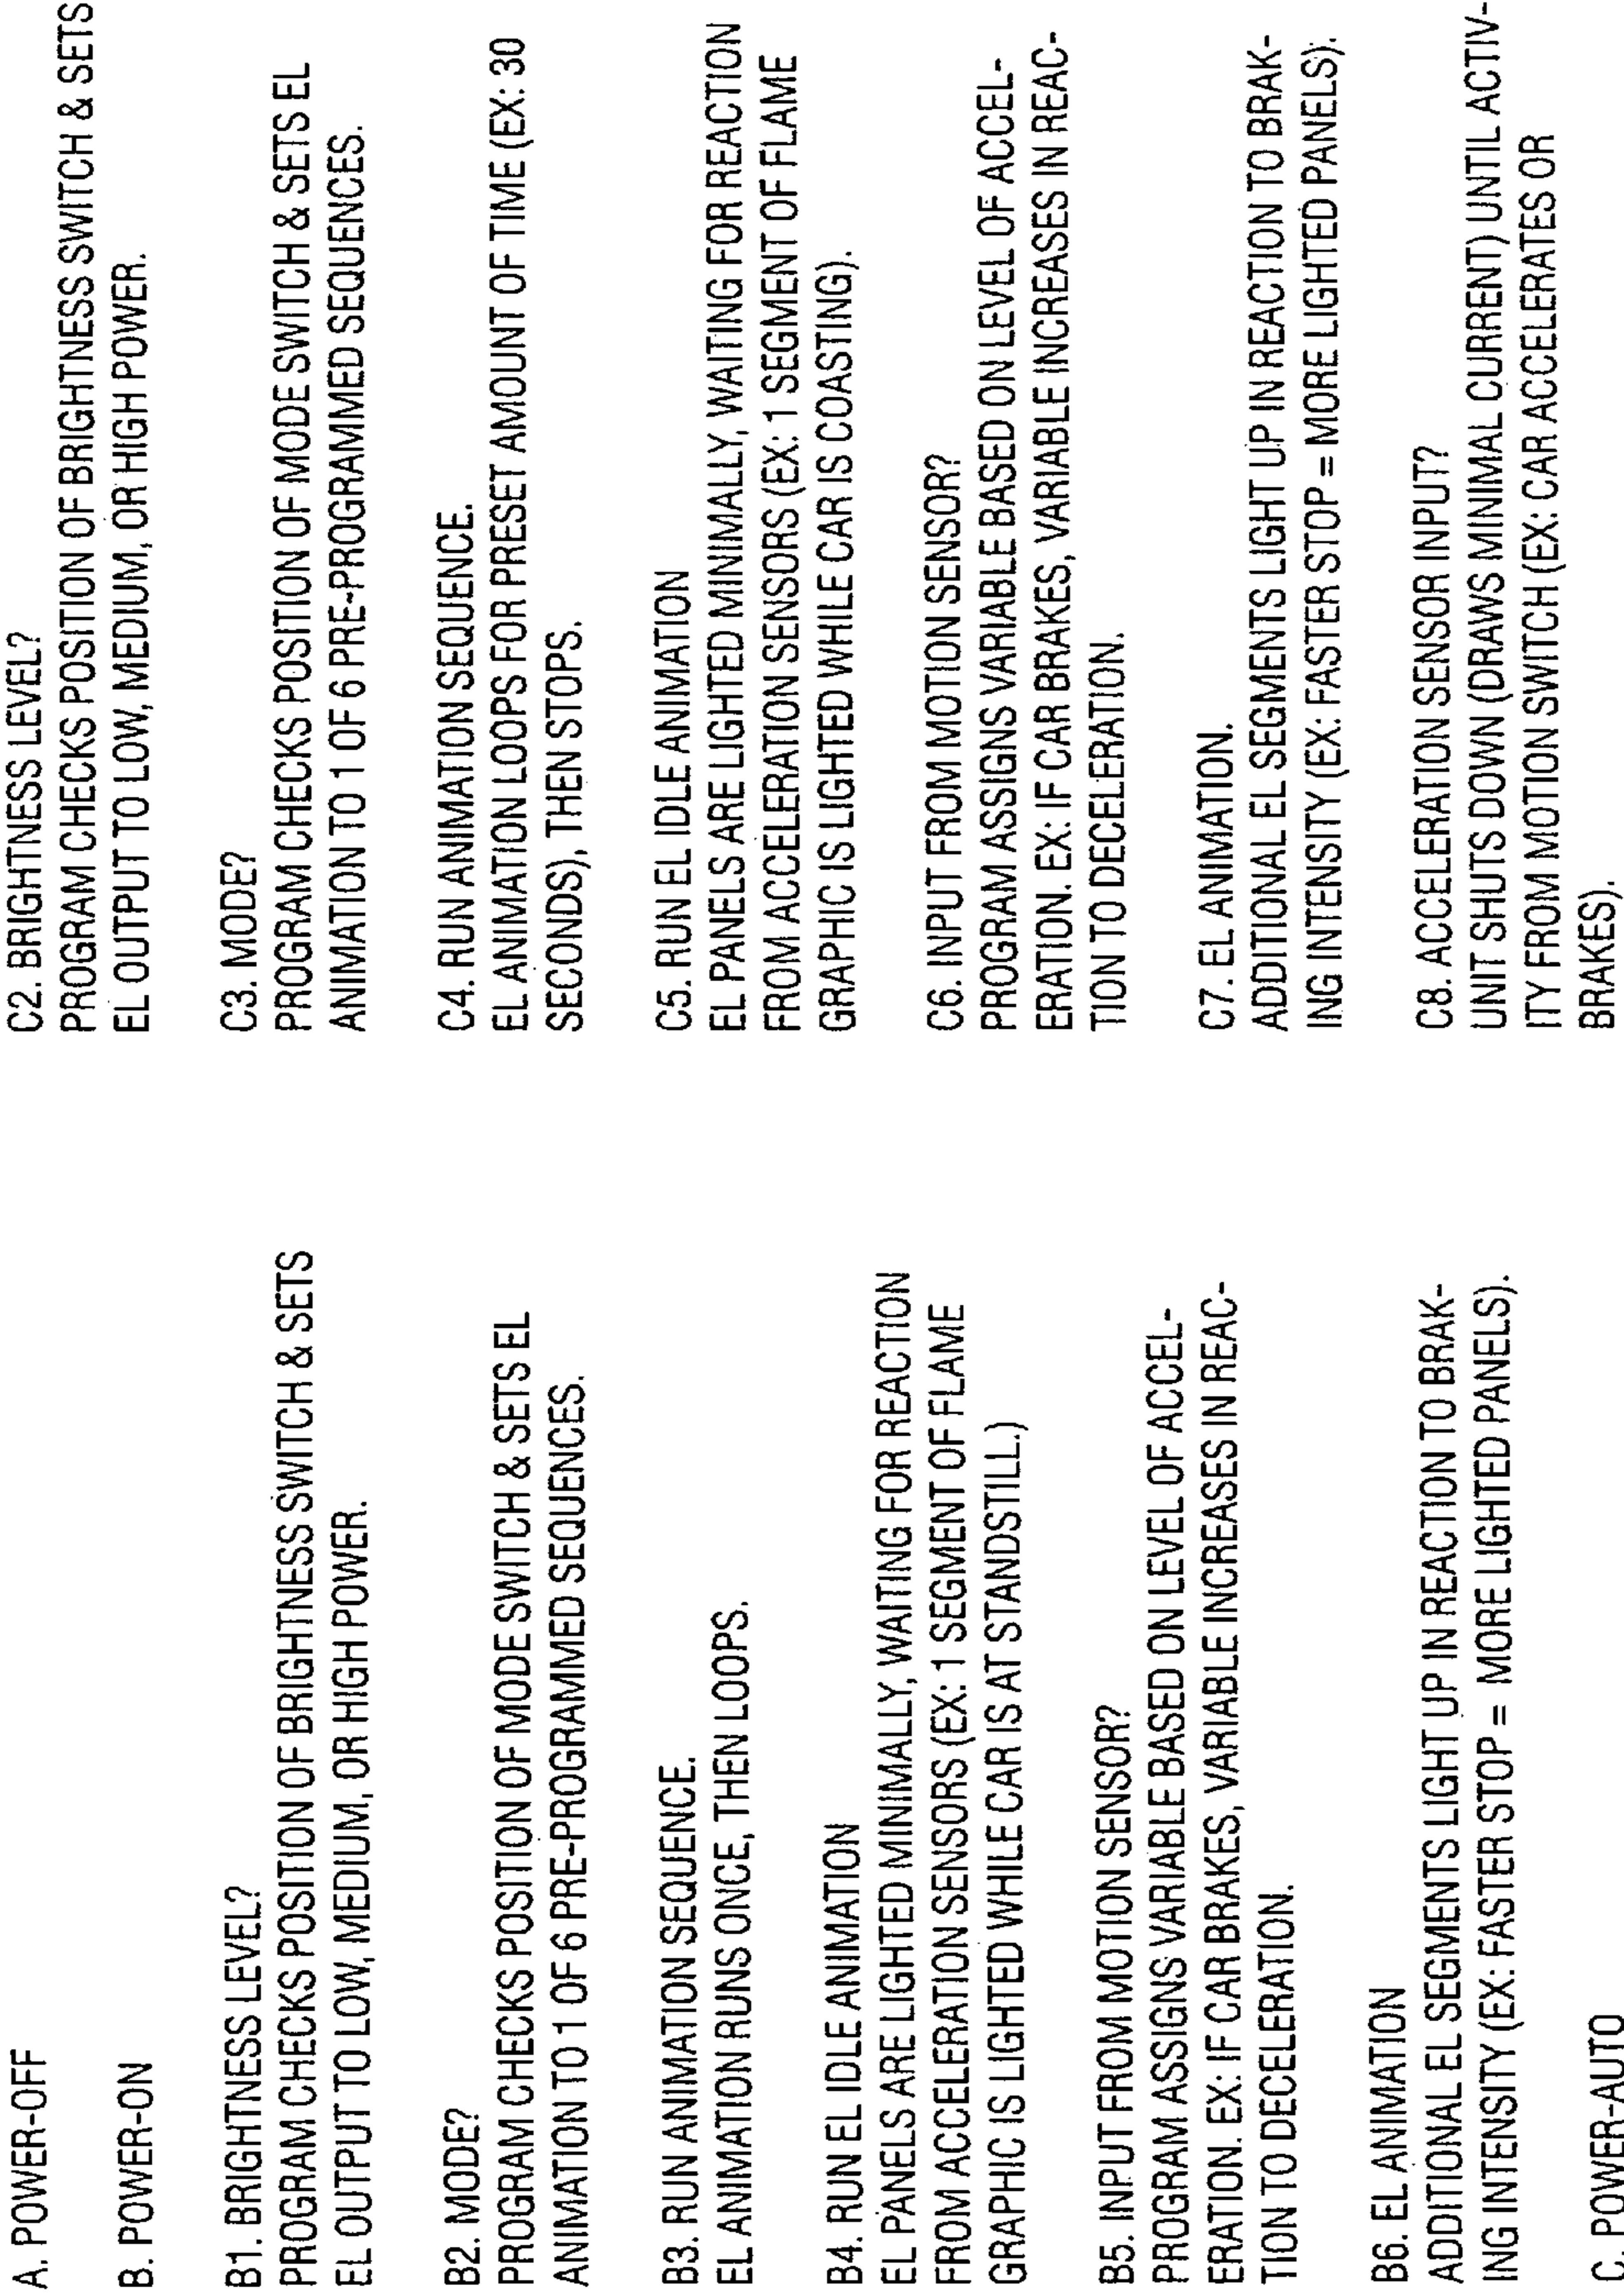 A. POWER-OFF
B. POWER-ON
B1. BRIGHTNESS LEVEL?
PROGRAM CHECKS POSITION OF BRIGHTNESS SWITCH & SETS
EL OUTPUT TO LOW, MEDIUM, OR HIGH POWER.
B2. MODE?
PROGRAM CHECKS POSITION OF MODE SWITCH & SETS EL
ANIMATION TO 1 OF 6 PRE-PROGRAMMED SEQUENCES.
B3. RUN ANIMATION SEQUENCE.
EL ANIMATION RUNS ONCE, THEN LOOPS.
B4. RUN EL IDLE ANIMATION
EL PANELS ARE LIGHTED MINIMALLY, WAITING FOR REACTION
FROM ACCELERATION SENSORS (EX: 1 SEGMENT OF FLAME
GRAPHIC IS LIGHTED WHILE CAR IS AT STANDSTILL.)
B5. INPUT FROM MOTION SENSOR?
PROGRAM ASSIGNS VARIABLE BASED ON LEVEL OF ACCEL-
ERATION. EX: IF CAR BRAKES, VARIABLE INCREASES IN REAC-
TION TO DECELERATION.
B6. EL ANIMATION
ADDITIONAL EL SEGMENTS LIGHT UP IN REACTION TO BRAK-
ING INTENSITY (EX: FASTER STOP = MORE LIGHTED PANELS).
C. POWER-AUTO
C2. BRIGHTNESS LEVEL?
PROGRAM CHECKS POSITION OF BRIGHTNESS SWITCH & SETS
EL OUTPUT TO LOW, MEDIUM, OR HIGH POWER.
C3. MODE?
PROGRAM CHECKS POSITION OF MODE SWITCH & SETS EL
ANIMATION TO 1 OF 6 PRE-PROGRAMMED SEQUENCES.
C4. RUN ANIMATION SEQUENCE.
EL ANIMATION LOOPS FOR PRESET AMOUNT OF TIME (EX: 30
SECONDS), THEN STOPS.
C5. RUN EL IDLE ANIMATION
EL PANELS ARE LIGHTED MINIMALLY, WAITING FOR REACTION
FROM ACCELERATION SENSORS (EX: 1 SEGMENT OF FLAME
GRAPHIC IS LIGHTED WHILE CAR IS COASTING).
C6. INPUT FROM MOTION SENSOR?
PROGRAM ASSIGNS VARIABLE BASED ON LEVEL OF ACCEL-
ERATION. EX: IF CAR BRAKES, VARIABLE INCREASES IN REAC-
TION TO DECELERATION.
C7. EL ANIMATION.
ADDITIONAL EL SEGMENTS LIGHT UP IN REACTION TO BRAK-
ING INTENSITY (EX: FASTER STOP = MORE LIGHTED PANELS).
C8. ACCELERATION SENSOR INPUT?
UNIT SHUTS DOWN (DRAWS MINIMAL CURRENT) UNTIL ACTIV-
ITY FROM MOTION SWITCH (EX: CAR ACCELERATES OR
BRAKES).